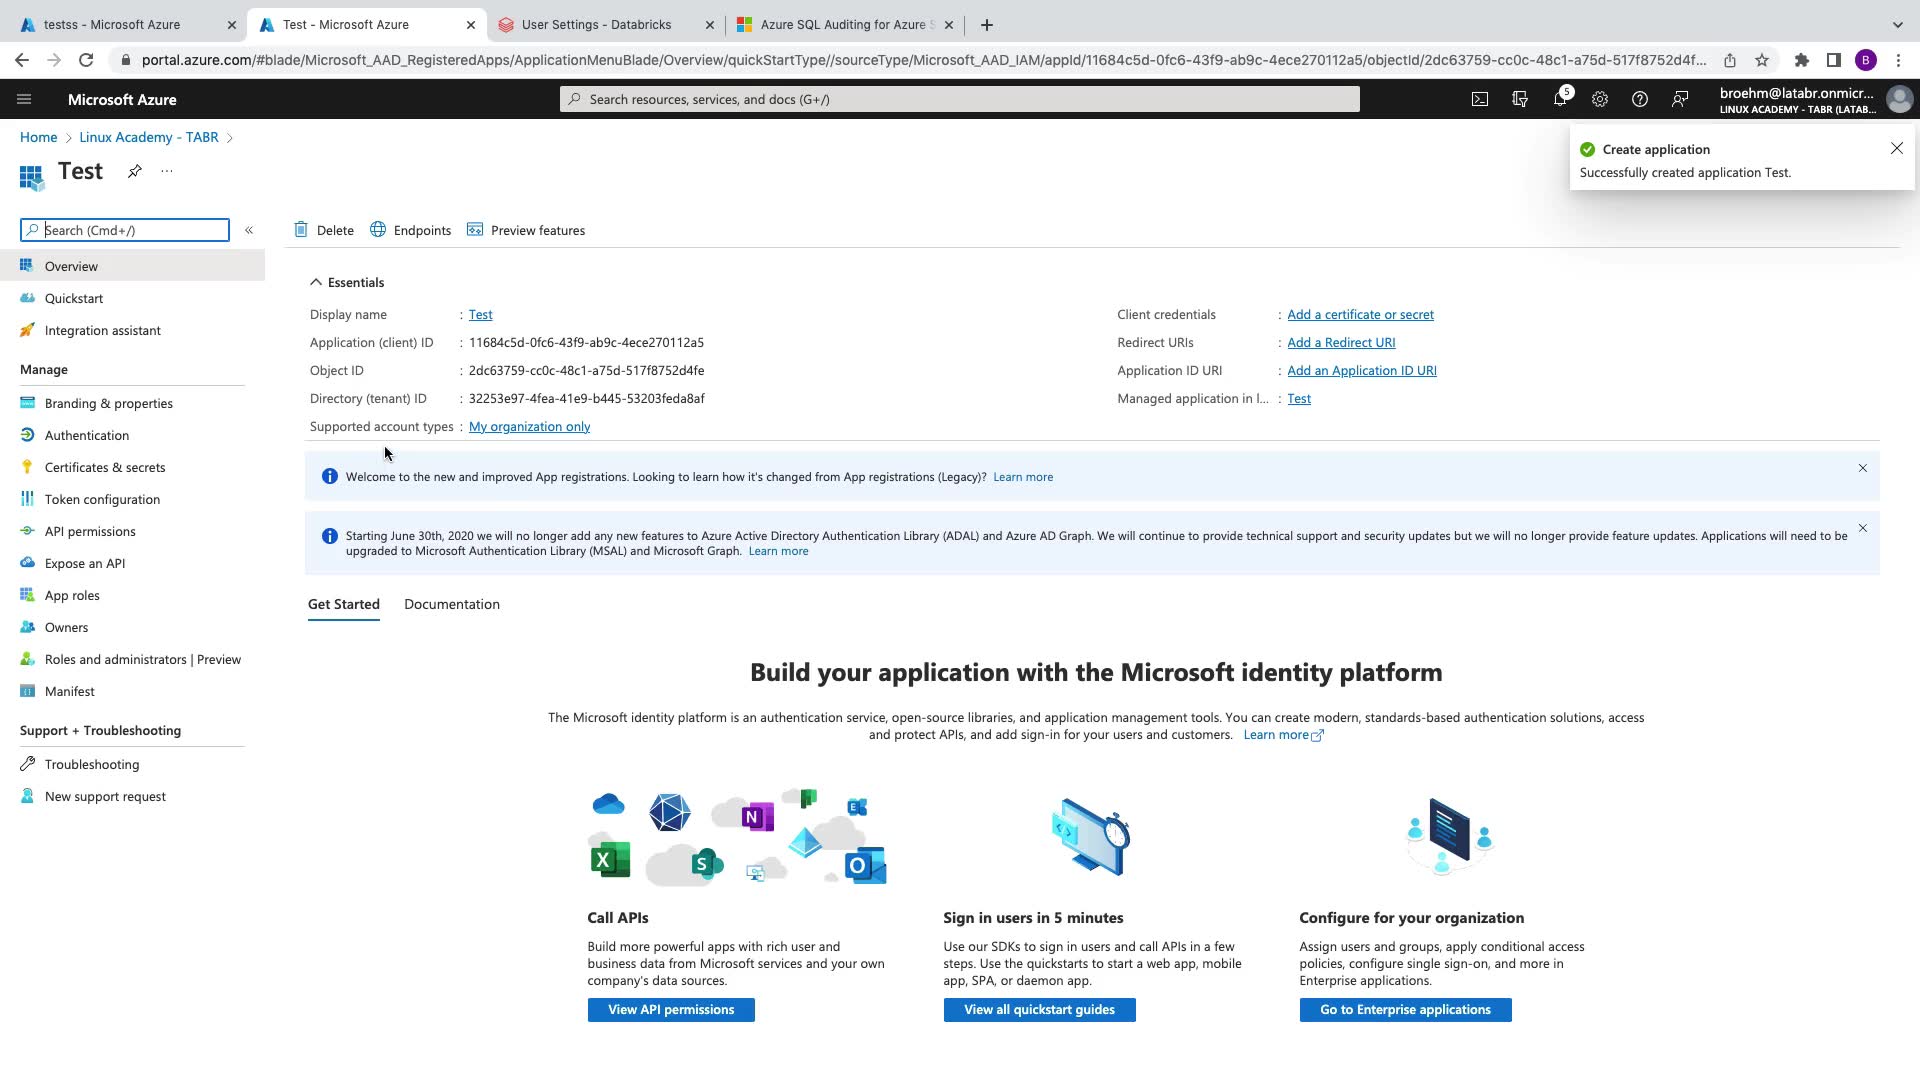 testss - Microsoft Azure
Test - Microsoft Azure
User Settings - Databricks
Azure SQL Auditing for Azure S
portal.azure.com/#blade/Microsoft_AAD_RegisteredApps/ApplicationMenuBlade/Overview/quickStartType//sourceType/Microsoft_AAD_IAM/appId/11684c5d-0fc6-43f9-ab9c-4ece270112a5/objectId/2dc63759-cc0c-48c1-a75d-517f8752d4f...
B
Microsoft Azure
Search resources, services, and docs (G+/)
5
broehm@latabr.onmicr...
LINUX ACADEMY - TABR (LATAB...
Home > Linux Academy - TABR >
Test
...
Create application
Successfully created application Test.
Search (Cmd+/)
«
Delete
Endpoints
Preview features
Overview
Quickstart
Integration assistant
Manage
Branding & properties
Authentication
Certificates & secrets
Token configuration
API permissions
Expose an API
App roles
Owners
Roles and administrators | Preview
Manifest
Support + Troubleshooting
Troubleshooting
New support request
Essentials
Display name : Test
Application (client) ID : 11684c5d-0fc6-43f9-ab9c-4ece270112a5
Object ID : 2dc63759-cc0c-48c1-a75d-517f8752d4fe
Directory (tenant) ID : 32253e97-4fea-41e9-b445-53203feda8af
Supported account types : My organization only
Client credentials : Add a certificate or secret
Redirect URIs : Add a Redirect URI
Application ID URI : Add an Application ID URI
Managed application in l... : Test
Welcome to the new and improved App registrations. Looking to learn how it's changed from App registrations (Legacy)? Learn more
Starting June 30th, 2020 we will no longer add any new features to Azure Active Directory Authentication Library (ADAL) and Azure AD Graph. We will continue to provide technical support and security updates but we will no longer provide feature updates. Applications will need to be
upgraded to Microsoft Authentication Library (MSAL) and Microsoft Graph. Learn more
Get Started
Documentation
Build your application with the Microsoft identity platform
The Microsoft identity platform is an authentication service, open-source libraries, and application management tools. You can create modern, standards-based authentication solutions, access
and protect APIs, and add sign-in for your users and customers. Learn more
N
E
X
S
O
Call APIs
Build more powerful apps with rich user and
business data from Microsoft services and your own
company's data sources.
View API permissions
Sign in users in 5 minutes
Use our SDKs to sign in users and call APIs in a few
steps. Use the quickstarts to start a web app, mobile
app, SPA, or daemon app.
View all quickstart guides
Configure for your organization
Assign users and groups, apply conditional access
policies, configure single sign-on, and more in
Enterprise applications.
Go to Enterprise applications